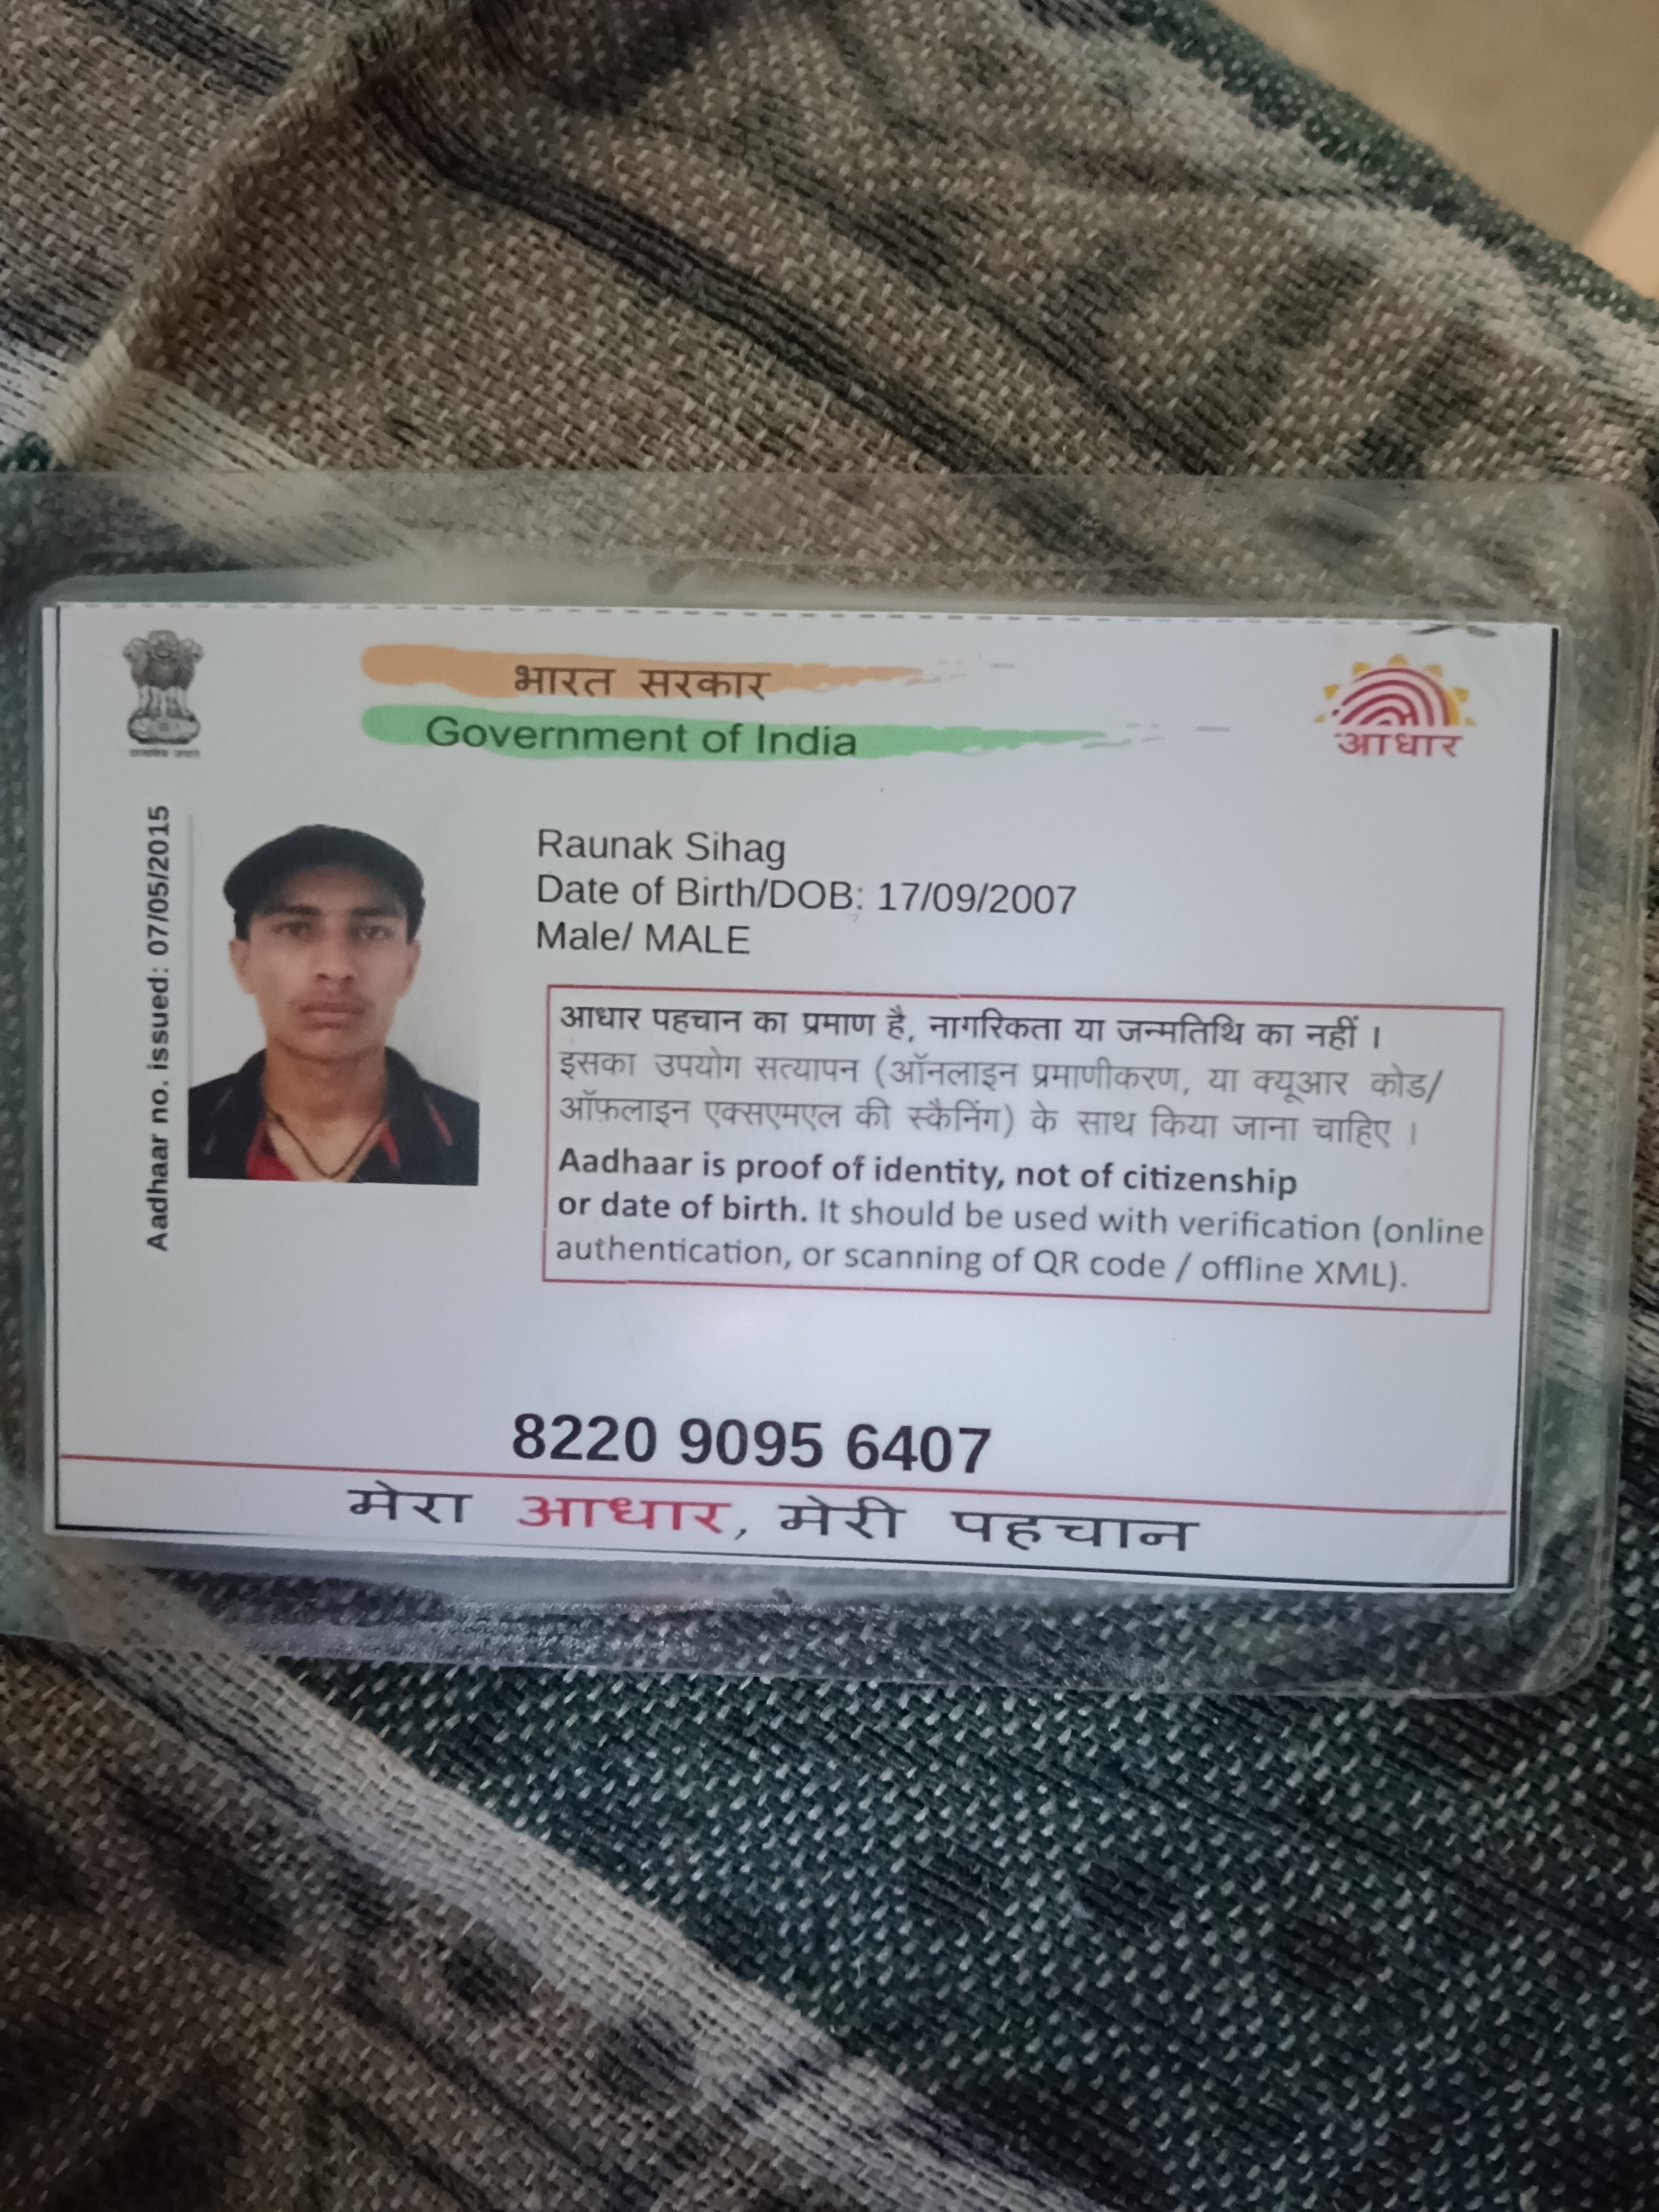 भारत सरकार
Government of India
आधार
Aadhaar no. issued: 07/05/2015
Raunak Sihag
Date of Birth/DOB: 17/09/2007
Male/ MALE
आधार पहचान का प्रमाण है, नागरिकता या जन्मतिथि का नहीं ।
इसका उपयोग सत्यापन (ऑनलाइन प्रमाणीकरण, या क्यूआर कोड/
ऑफ़लाइन एक्सएमएल की स्कैनिंग) के साथ किया जाना चाहिए ।
Aadhaar is proof of identity, not of citizenship
or date of birth. It should be used with verification (online
authentication, or scanning of QR code / offline XML).
8220 9095 6407
मेरा आधार, मेरी पहचान